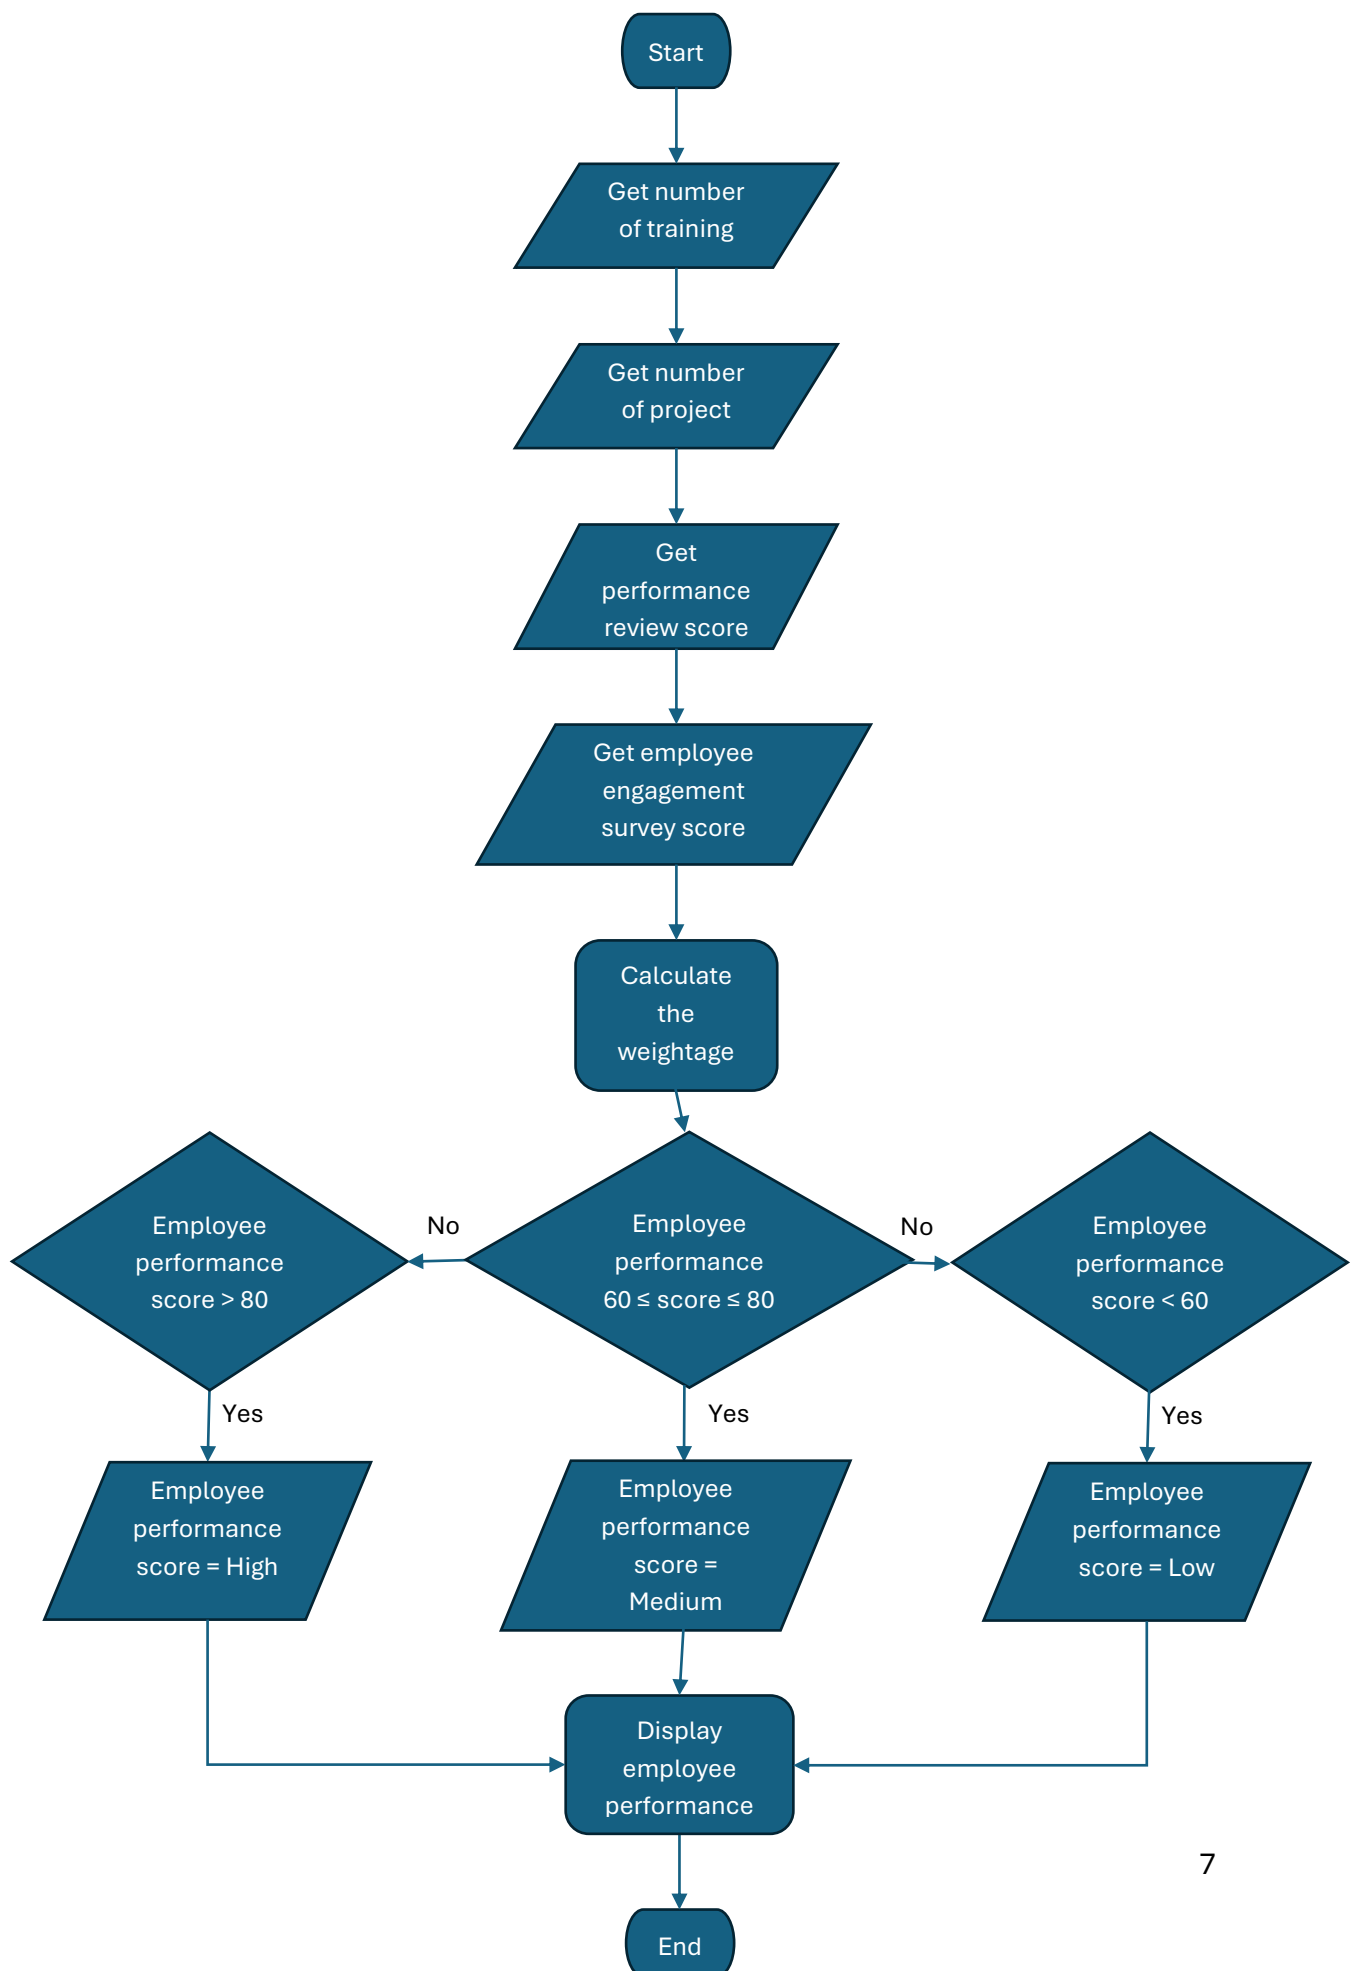 Start
Get number
of training
Get number
of project
Get
performance
review score
Get employee
engagement
survey score
Calculate
the
weightage
Employee
performance
score > 80
No
Employee
performance
60 ≤ score ≤ 80
No
Employee
performance
score < 60
Yes
Yes
Yes
Employee
performance
score = High
Employee
performance
score =
Medium
Employee
performance
score = Low
Display
employee
performance
7
End